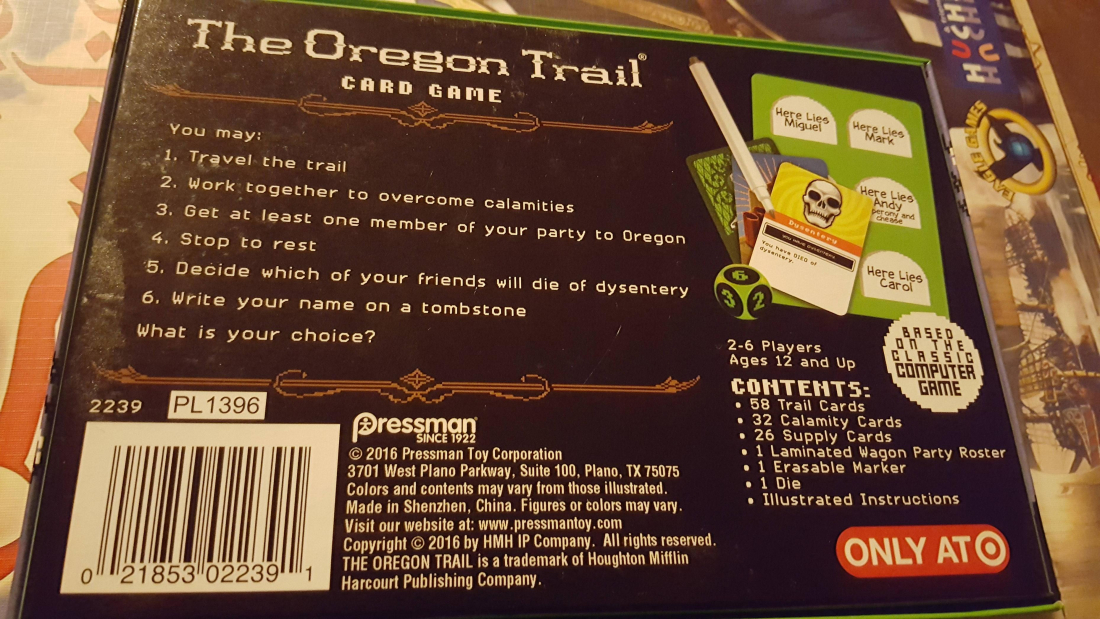 The Oregon Trail®
CARD GAME
You may:
1. Travel the trail
2. Work together to overcome calamities
3. Get at least one member of your party to Oregon
4. Stop to rest
5. Decide which of your friends will die of dysentery
6. Write your name on a tombstone
What is your choice?
Here Lies
Miguel
Here Lies
Mark
Here Lies
Andy
peperony and
chease
Here Lies
Carol
Dysentery
YOU HAVE DYSENTERY
You have DIED of
dysentery.
6
3 2
2-6 Players
Ages 12 and Up
BASED
ON THE
CLASSIC
COMPUTER
GAME
CONTENTS:
• 58 Trail Cards
• 32 Calamity Cards
• 26 Supply Cards
• 1 Laminated Wagon Party Roster
• 1 Erasable Marker
• 1 Die
• Illustrated Instructions
ONLY AT
2239 PL1396
0 21853 02239 1
Pressman
SINCE 1922
© 2016 Pressman Toy Corporation
3701 West Plano Parkway, Suite 100, Plano, TX 75075
Colors and contents may vary from those illustrated.
Made in Shenzhen, China. Figures or colors may vary.
Visit our website at: www.pressmantoy.com
Copyright © 2016 by HMH IP Company. All rights reserved.
THE OREGON TRAIL is a trademark of Houghton Mifflin
Harcourt Publishing Company.